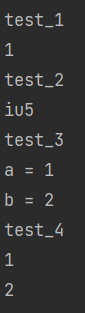 test_1
1
test_2
iu5
test_3
a = 1
b = 2
test_4
1
2